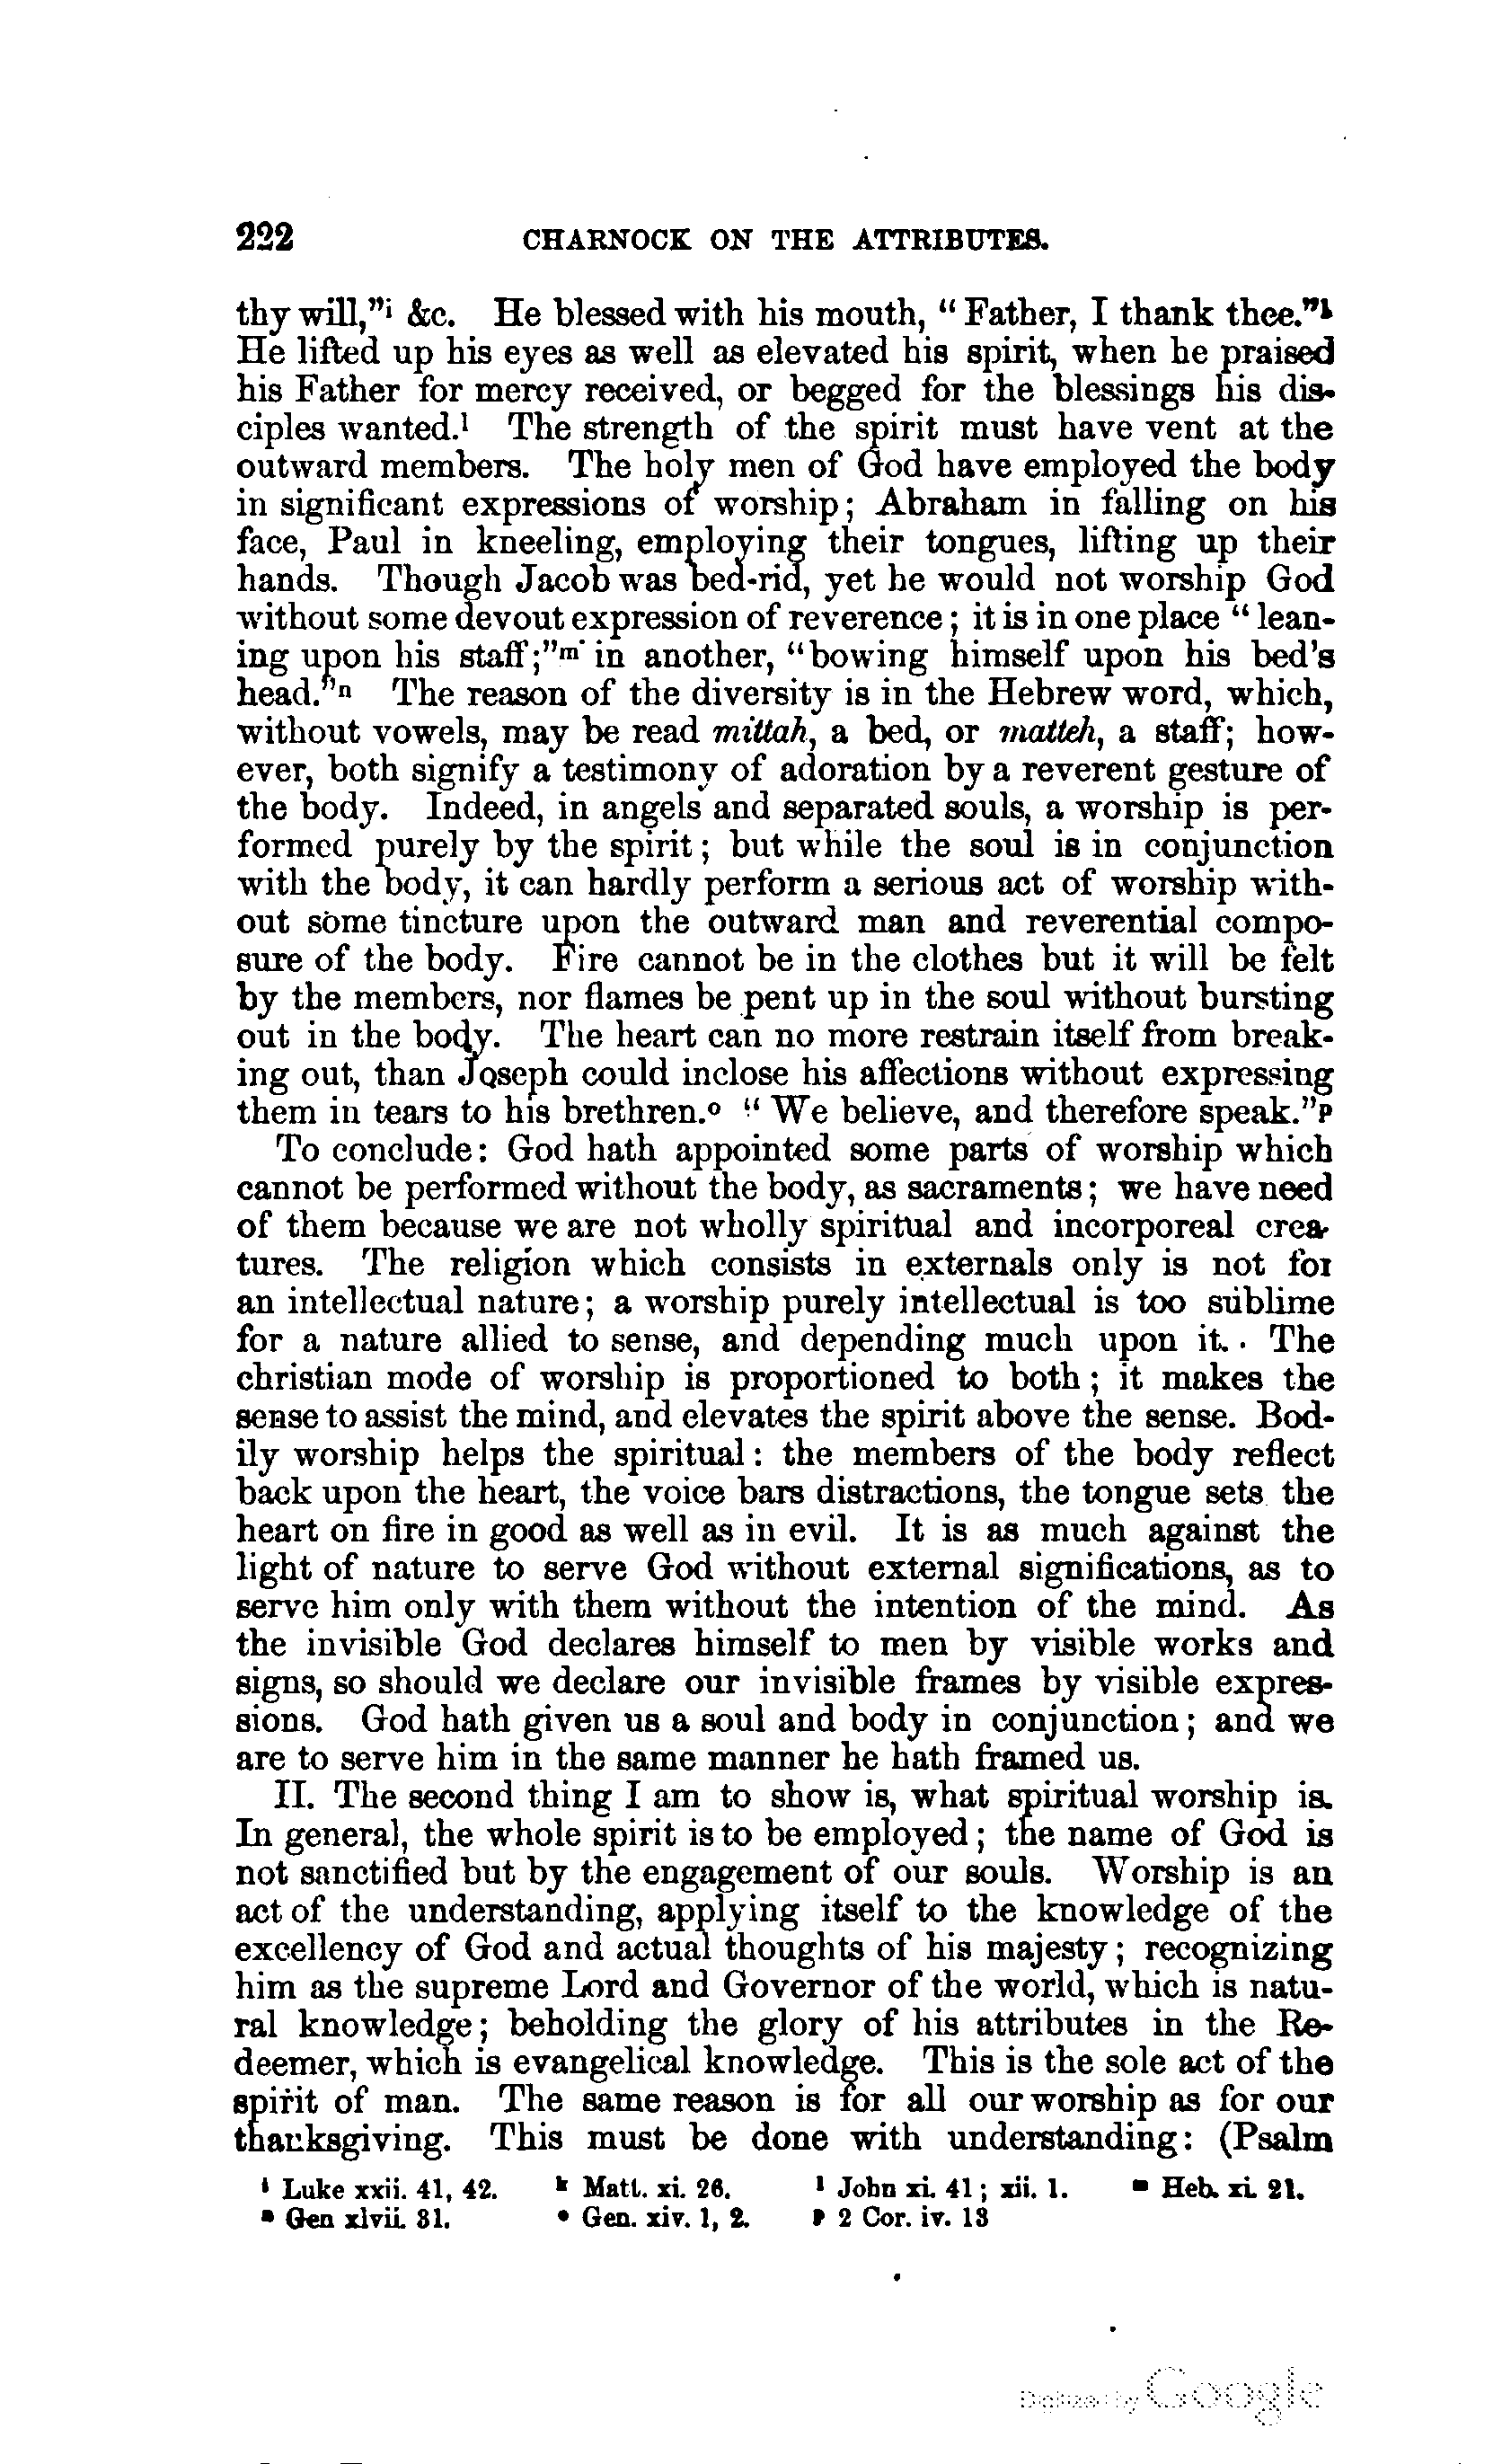 222 CHARNOCK ON THE ATTRIBUTES.
thy will,"i &c. He blessed with his mouth, "Father, I thank thee."k
He lifted up his eyes as well as elevated his spirit, when he praised
his Father for mercy received, or begged for the blessings his dis-
ciples wanted.l The strength of the spirit must have vent at the
outward members. The holy men of God have employed the body
in significant expressions of worship; Abraham in falling on his
face, Paul in kneeling, employing their tongues, lifting up their
hands. Though Jacob was bed-rid, yet he would not worship God
without some devout expression of reverence; it is in one place "lean-
ing upon his staff;"m in another, "bowing himself upon his bed's
head."n The reason of the diversity is in the Hebrew word, which,
without vowels, may be read mittah, a bed, or matteh, a staff; how-
ever, both signify a testimony of adoration by a reverent gesture of
the body. Indeed, in angels and separated souls, a worship is per-
formed purely by the spirit; but while the soul is in conjunction
with the body, it can hardly perform a serious act of worship with-
out some tincture upon the outward man and reverential compo-
sure of the body. Fire cannot be in the clothes but it will be felt
by the members, nor flames be pent up in the soul without bursting
out in the body. The heart can no more restrain itself from break-
ing out, than Joseph could inclose his affections without expressing
them in tears to his brethren.o "We believe, and therefore speak."p
To conclude: God hath appointed some parts of worship which
cannot be performed without the body, as sacraments; we have need
of them because we are not wholly spiritual and incorporeal crea-
tures. The religion which consists in externals only is not for
an intellectual nature; a worship purely intellectual is too sublime
for a nature allied to sense, and depending much upon it. The
christian mode of worship is proportioned to both; it makes the
sense to assist the mind, and elevates the spirit above the sense. Bod-
ily worship helps the spiritual: the members of the body reflect
back upon the heart, the voice bars distractions, the tongue sets the
heart on fire in good as well as in evil. It is as much against the
light of nature to serve God without external significations, as to
serve him only with them without the intention of the mind. As
the invisible God declares himself to men by visible works and
signs, so should we declare our invisible frames by visible expres-
sions. God hath given us a soul and body in conjunction; and we
are to serve him in the same manner he hath framed us.
II. The second thing I am to show is, what spiritual worship is.
In general, the whole spirit is to be employed; the name of God is
not sanctified but by the engagement of our souls. Worship is an
act of the understanding, applying itself to the knowledge of the
excellency of God and actual thoughts of his majesty; recognizing
him as the supreme Lord and Governor of the world, which is natu-
ral knowledge; beholding the glory of his attributes in the Re-
deemer, which is evangelical knowledge. This is the sole act of the
spirit of man. The same reason is for all our worship as for our
thanksgiving. This must be done with understanding: (Psalm
i Luke xxii. 41, 42. k Matt. xi. 26. l John xi. 41; xii. 1. m Heb. xi. 21.
n Gen xlvii. 31. o Gen. xiv. 1, 2. p 2 Cor. iv. 13
Digitized by Google